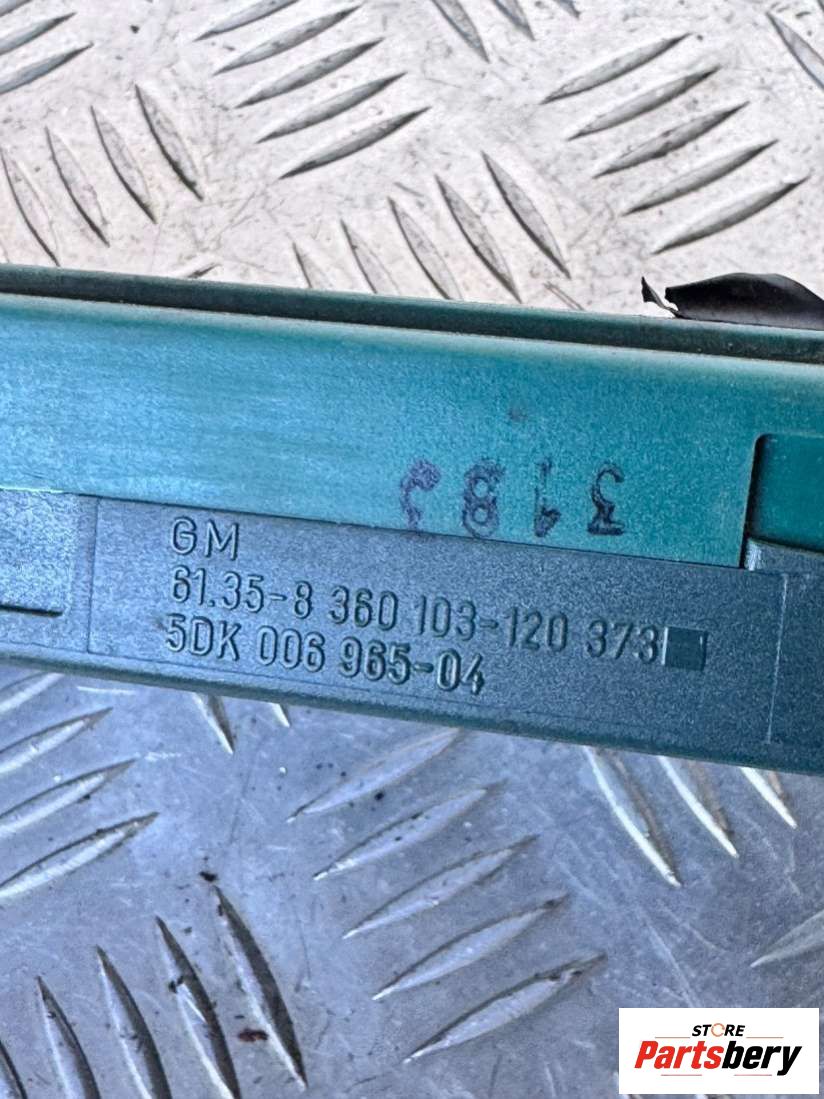 3183
GM
61.35-8 360 103-120 373
5DK 006 965-04
STORE
Partsbery